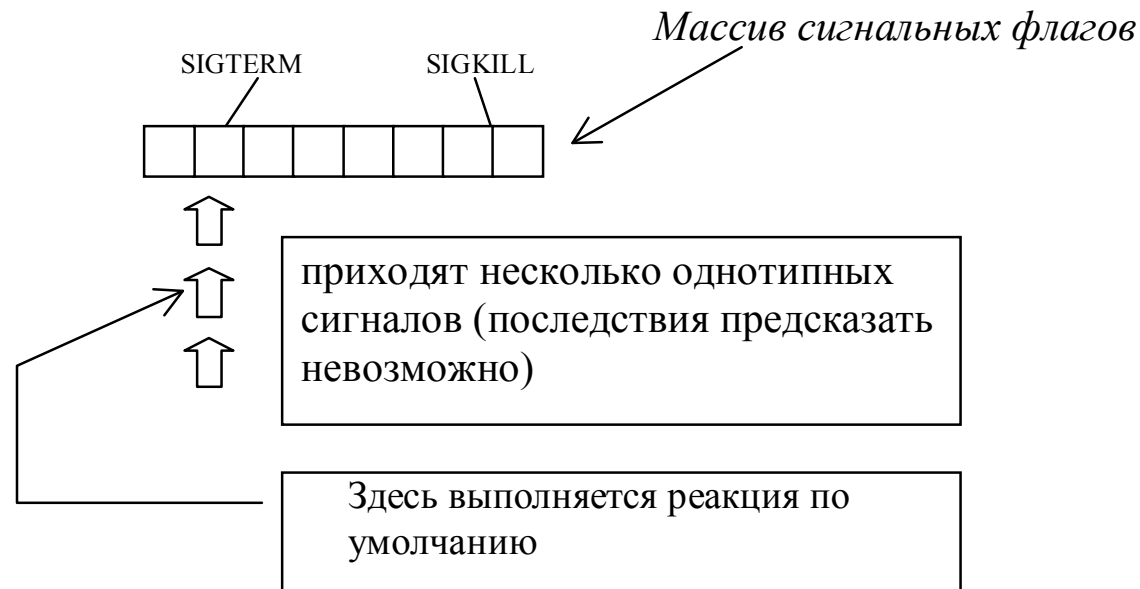 Массив сигнальных флагов
SIGTERM
SIGKILL
приходят несколько однотипных
сигналов (последствия предсказать
невозможно)
Здесь выполняется реакция по
умолчанию